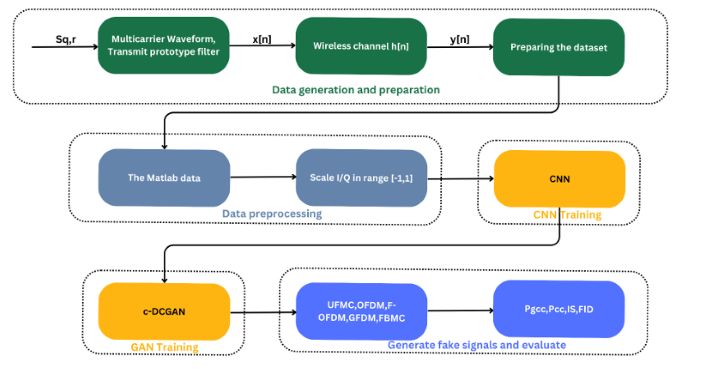 Sq,r
Multicarrier Waveform,
Transmit prototype filter
x[n]
Wireless channel h[n]
y[n]
Preparing the dataset
Data generation and preparation
The Matlab data
Scale I/Q in range [-1,1]
CNN
Data preprocessing
CNN Training
c-DCGAN
UFMC,OFDM,F-
OFDM,GFDM,FBMC
Pgcc,Pcc,IS,FID
GAN Training
Generate fake signals and evaluate